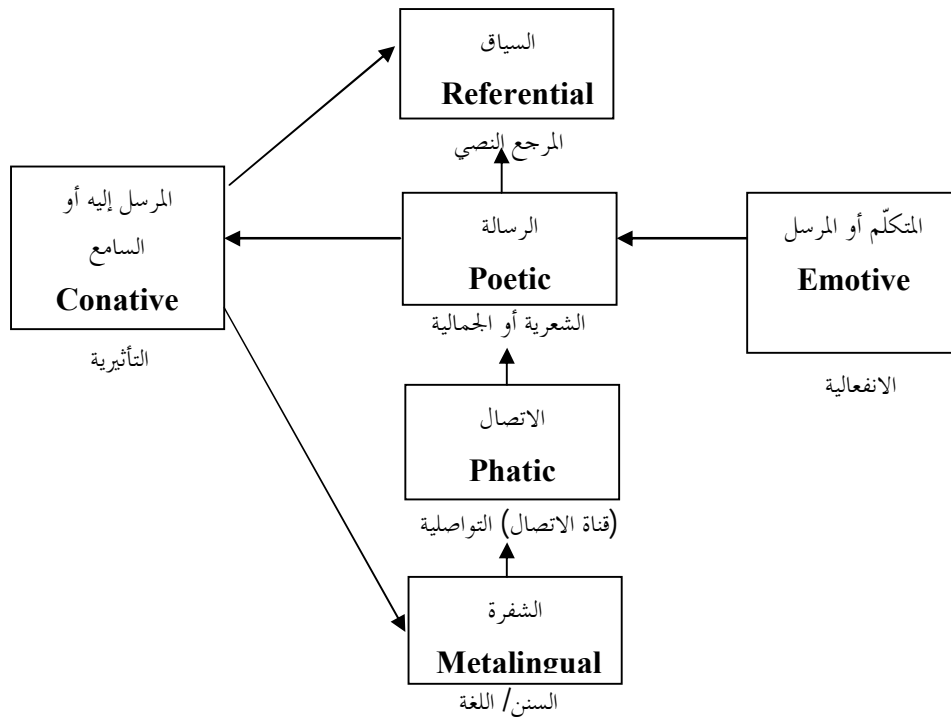 السياق
Referential
المرجع النصي
المتكلّم أو المرسل
Emotive
الانفعالية
الرسالة
Poetic
الشعرية أو الجمالية
المرسل إليه أو
السامع
Conative
التأثيرية
الاتصال
Phatic
(قناة الاتصال) التواصلية
الشفرة
Metalingual
السنن/ اللغة